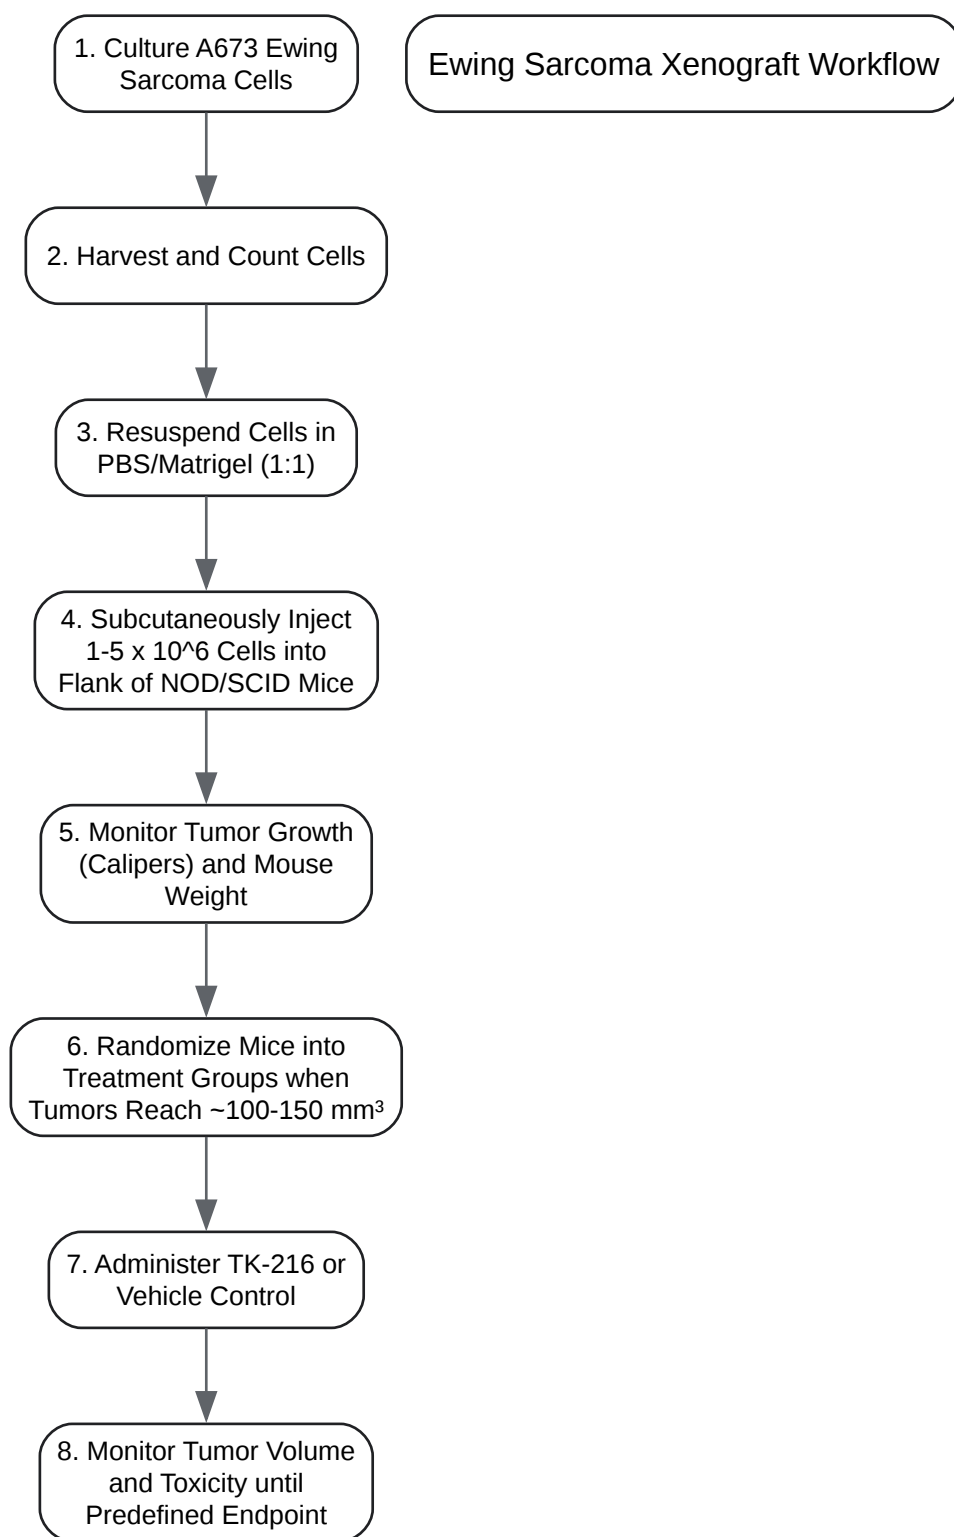 1. Culture A673 Ewing
Sarcoma Cells
Ewing Sarcoma Xenograft Workflow
2. Harvest and Count Cells
3. Resuspend Cells in
PBS/Matrigel (1:1)
4. Subcutaneously Inject
1-5 x 10^6 Cells into
Flank of NOD/SCID Mice
5. Monitor Tumor Growth
(Calipers) and Mouse
Weight
6. Randomize Mice into
Treatment Groups when
Tumors Reach ~100-150 mm³
7. Administer TK-216 or
Vehicle Control
8. Monitor Tumor Volume
and Toxicity until
Predefined Endpoint